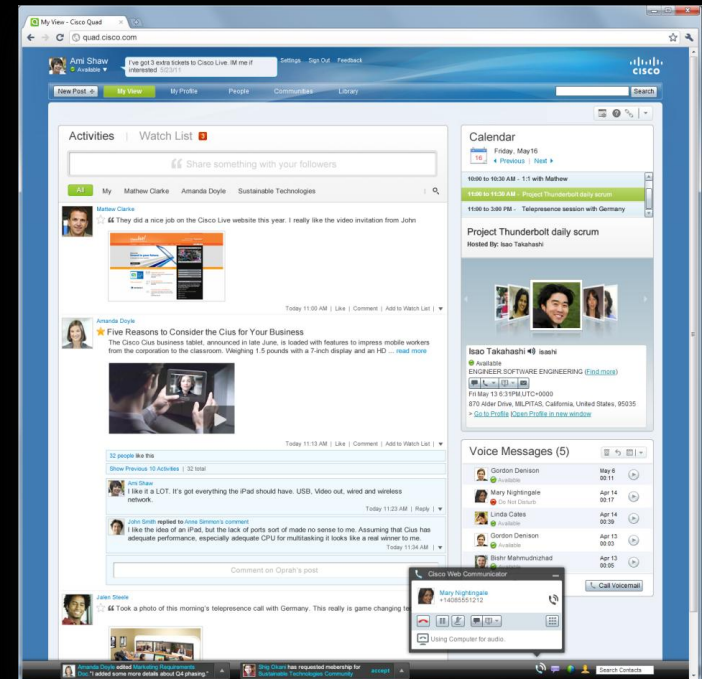 My View - Cisco Quad
quad.cisco.com
Ami Shaw
Available
I've got 3 extra tickets to Cisco Live. IM me if
interested 5/23/11
Settings Sign Out Feedback
CISCO
New Post + My View My Profile People Communities Library Search
Activities Watch List 3
Share something with your followers
All My Mathew Clarke Amanda Doyle Sustainable Technologies
Mathew Clarke
They did a nice job on the Cisco Live website this year. I really like the video invitation from John
Today 11:00 AM | Like | Comment | Add to Watch List |
Amanda Doyle
Five Reasons to Consider the Cius for Your Business
The Cisco Cius business tablet, announced in late June, is loaded with features to impress mobile workers
from the corporation to the classroom. Weighing 1.5 pounds with a 7-inch display and an HD ... read more
Today 11:13 AM | Like | Comment | Add to Watch List |
32 people like this
Show Previous 10 Activities | 32 total
Ami Shaw
I like it a LOT. It's got everything the iPad should have. USB, Video out, wired and wireless
network.
Today 11:23 AM | Reply |
John Smith replied to Anne Simmon's comment
I like the idea of an iPad, but the lack of ports sort of made no sense to me. Assuming that Cius has
adequate performance, especially adequate CPU for multitasking it looks like a real winner to me.
Today 11:34 AM |
Comment on Oprah's post
Jalen Steele
Took a photo of this morning's telepresence call with Germany. This really is game changing
Calendar
16
Friday, May16
Previous | Next
10:00 to 10:30 AM - 1:1 with Mathew
11:00 to 11:30 AM - Project Thunderbolt daily scrum
11:00 to 3:00 PM - Telepresence session with Germany
Project Thunderbolt daily scrum
Hosted By: Isao Takahashi
Isao Takahashi isashi
Available
ENGINEER.SOFTWARE ENGINEERING (Find more)
Fri May 13 6:31PM,UTC+0000
870 Alder Drive, MILPITAS, California, United States, 95035
» Go to Profile |Open Profile in new window
Voice Messages (5)
Gordon Denison May 6
Available 00:11
Mary Nightingale Apr 14
Do Not Disturb 00:17
Linda Cates Apr 14
Available 00:39
Gordon Denison Apr 13
Available 00:03
Bishr Mahmudnizhad Apr 13
00:05
Call Voicemail
Cisco Web Communicator
Mary Nightingale
+14085551212
Using Computer for audio.
Amanda Doyle edited Marketing Requirements
Doc "I added some more details about Q4 phasing."
Shig Okani has requested mebership for
Sustainable Technologies Community
accept
Search Contacts